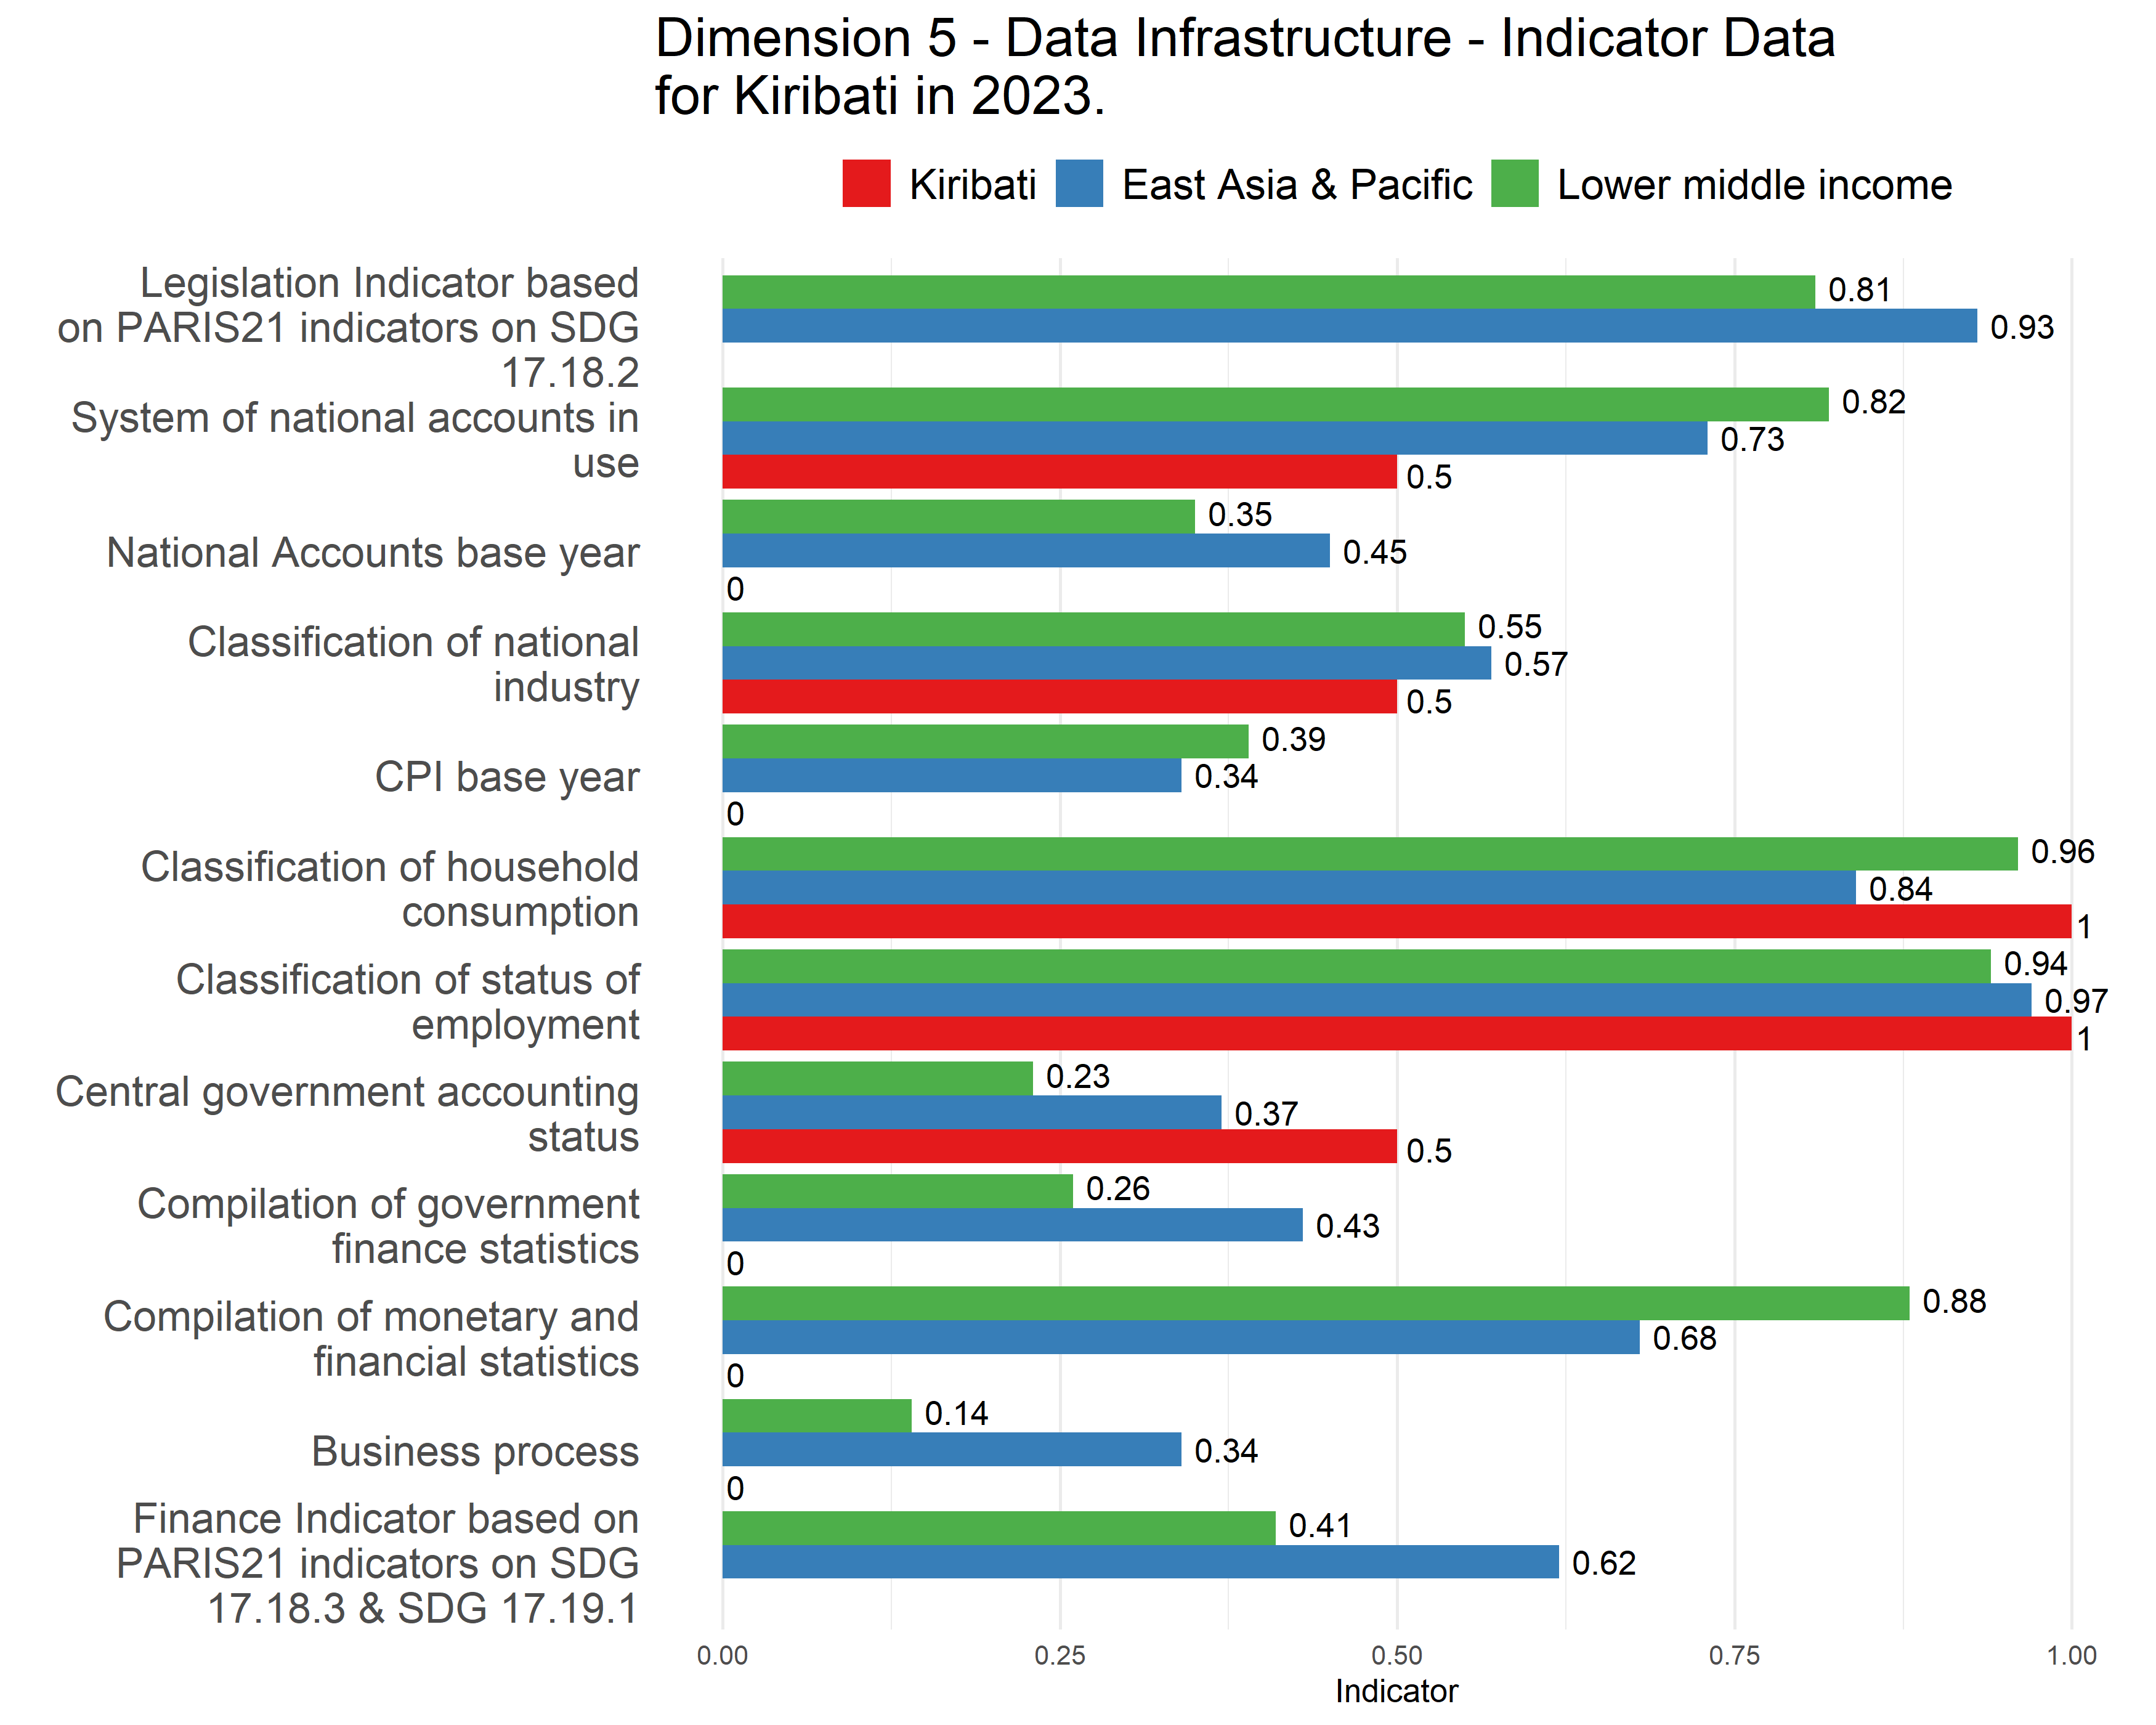 Dimension 5 - Data Infrastructure - Indicator Data
for Kiribati in 2023.
Kiribati
East Asia & Pacific
Lower middle income
Legislation Indicator based
on PARIS21 indicators on SDG
17.18.2
0.81
0.93
System of national accounts in
use
0.82
0.73
0.5
National Accounts base year
0.35
0.45
0
Classification of national
industry
0.55
0.57
0.5
CPI base year
0.39
0.34
0
Classification of household
consumption
0.96
0.84
1
Classification of status of
employment
0.94
0.97
1
Central government accounting
status
0.23
0.37
0.5
Compilation of government
finance statistics
0.26
0.43
0
Compilation of monetary and
financial statistics
0.88
0.68
0
Business process
0.14
0.34
0
Finance Indicator based on
PARIS21 indicators on SDG
17.18.3 & SDG 17.19.1
0.41
0.62
0.00
0.25
0.50
0.75
1.00
Indicator